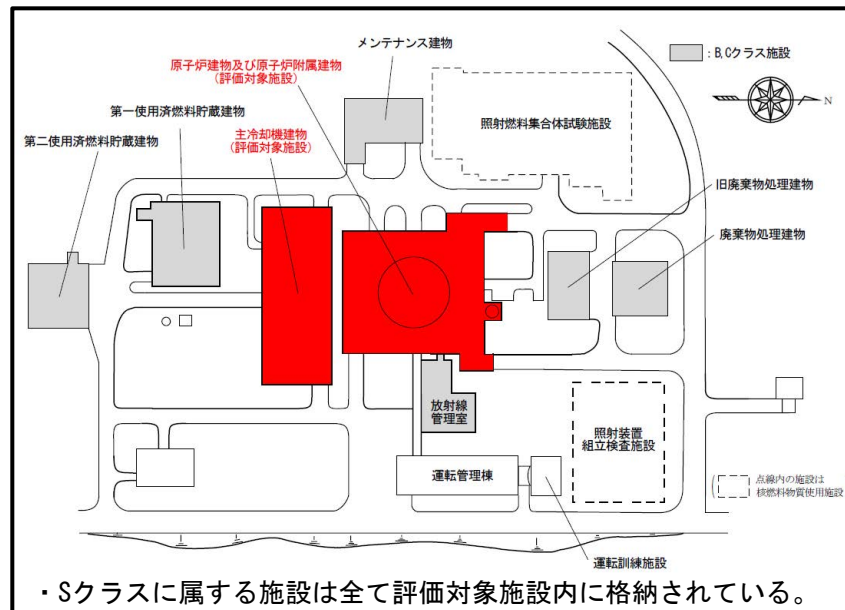 メンテナンス建物
：B,Cクラス施設
原子炉建物及び原子炉附属建物
(評価対象施設)
N
第一使用済燃料貯蔵建物
主冷却機建物
(評価対象施設)
照射燃料集合体試験施設
第二使用済燃料貯蔵建物
旧廃棄物処理建物
廃棄物処理建物
放射線
管理室
照射装置
組立検査施設
運転管理棟
点線内の施設は
核燃料物質使用施設
運転訓練施設
・Sクラスに属する施設は全て評価対象施設内に格納されている。